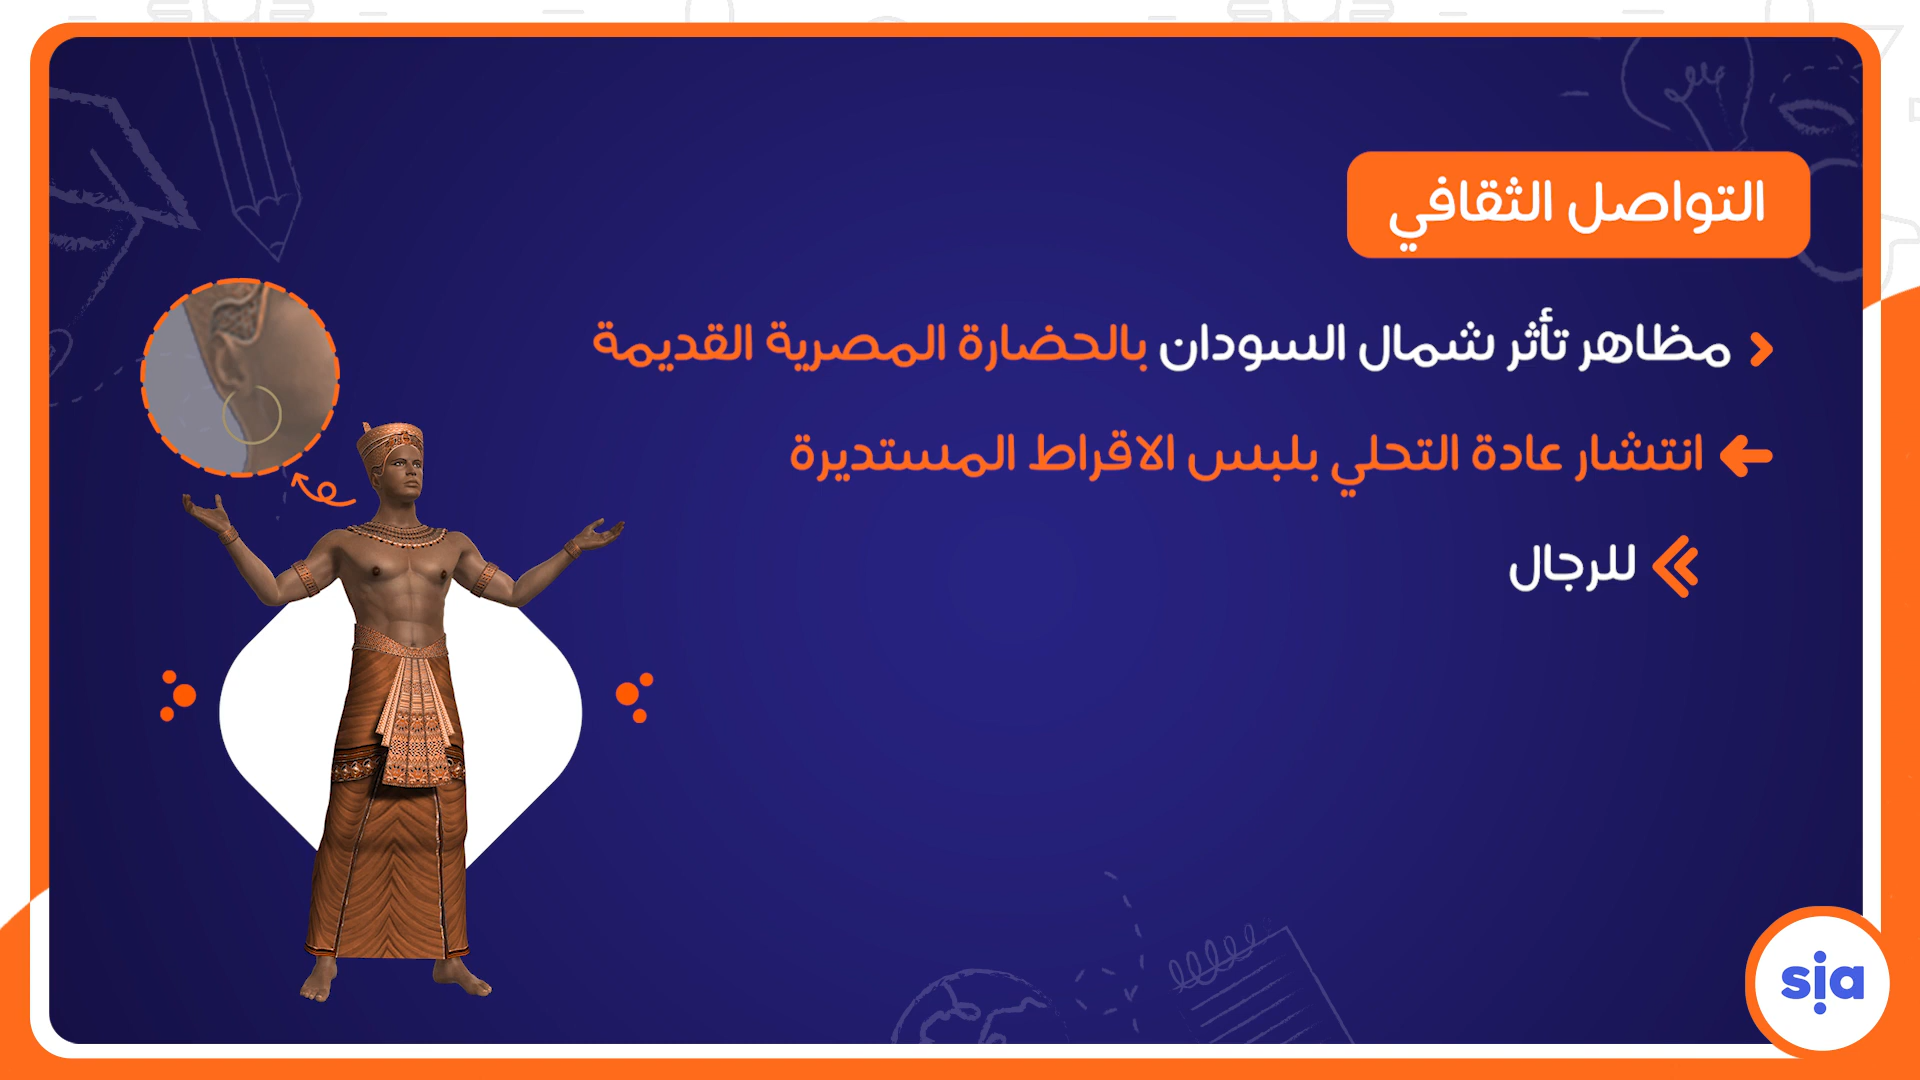 التواصل الثقافي
مظاهر تأثر شمال السودان بالحضارة المصرية القديمة
انتشار عادة التحلي بلبس الاقراط المستديرة
للرجال
sia